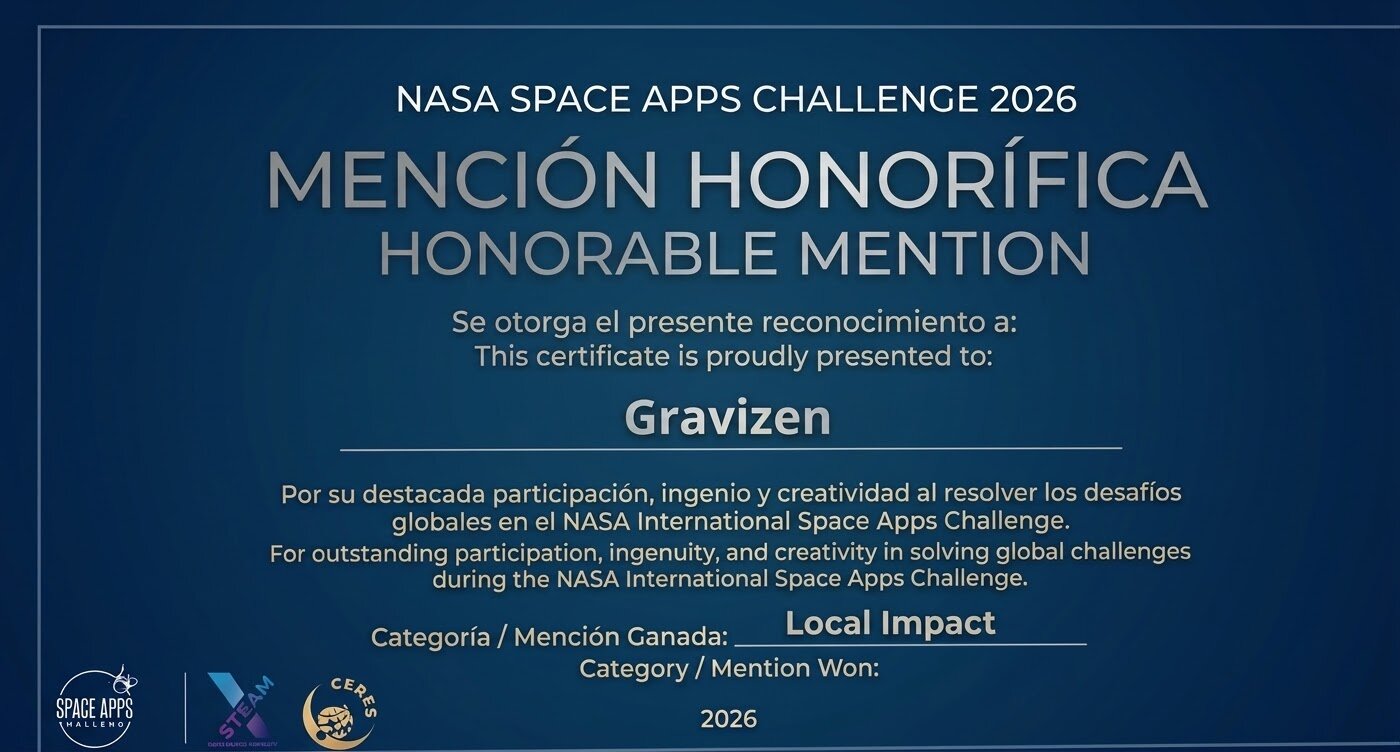 NASA SPACE APPS CHALLENGE 2026
MENCIÓN HONORÍFICA
HONORABLE MENTION
Se otorga el presente reconocimiento a:
This certificate is proudly presented to:
Gravizen
Por su destacada participación, ingenio y creatividad al resolver los desafíos
globales en el NASA International Space Apps Challenge.
For outstanding participation, ingenuity, and creativity in solving global challenges
during the NASA International Space Apps Challenge.
Local Impact
Categoría / Mención Ganada:
Category / Mention Won:
2026
SPACE APPS
HALLENO
STEAM
CERES